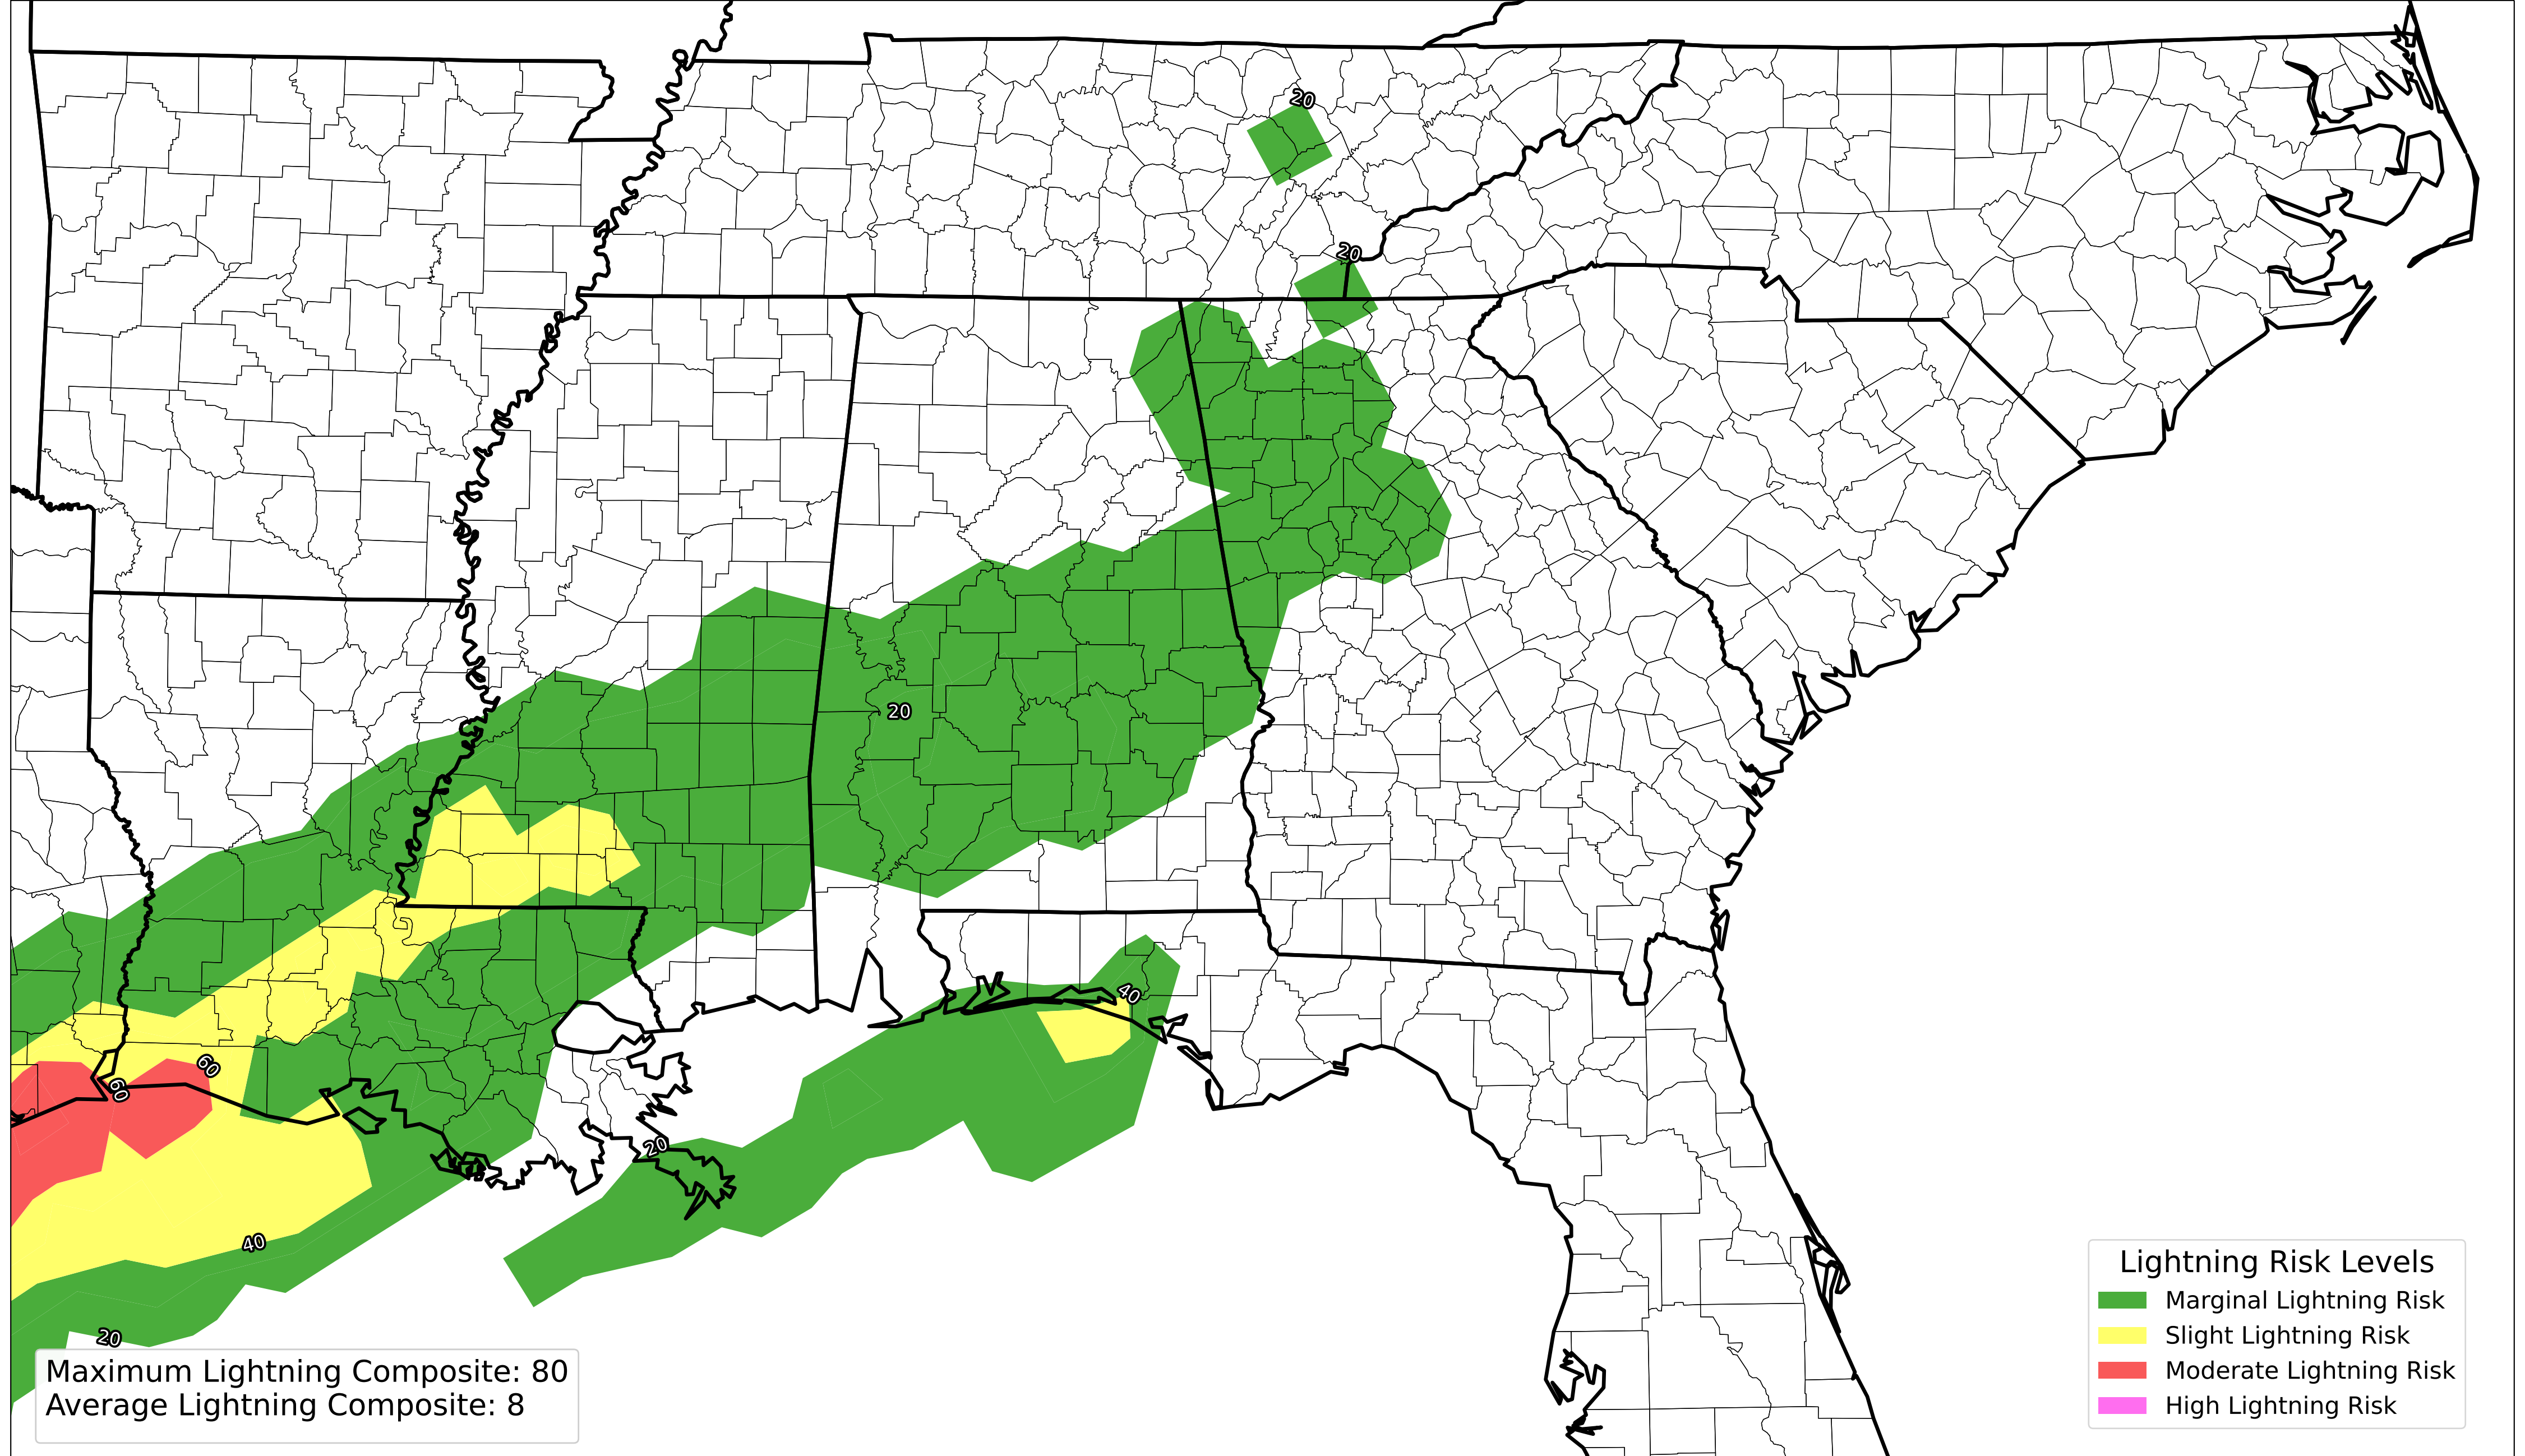 20
20
20
40
60
60
20
40
20
Maximum Lightning Composite: 80
Average Lightning Composite: 8
Lightning Risk Levels
Marginal Lightning Risk
Slight Lightning Risk
Moderate Lightning Risk
High Lightning Risk